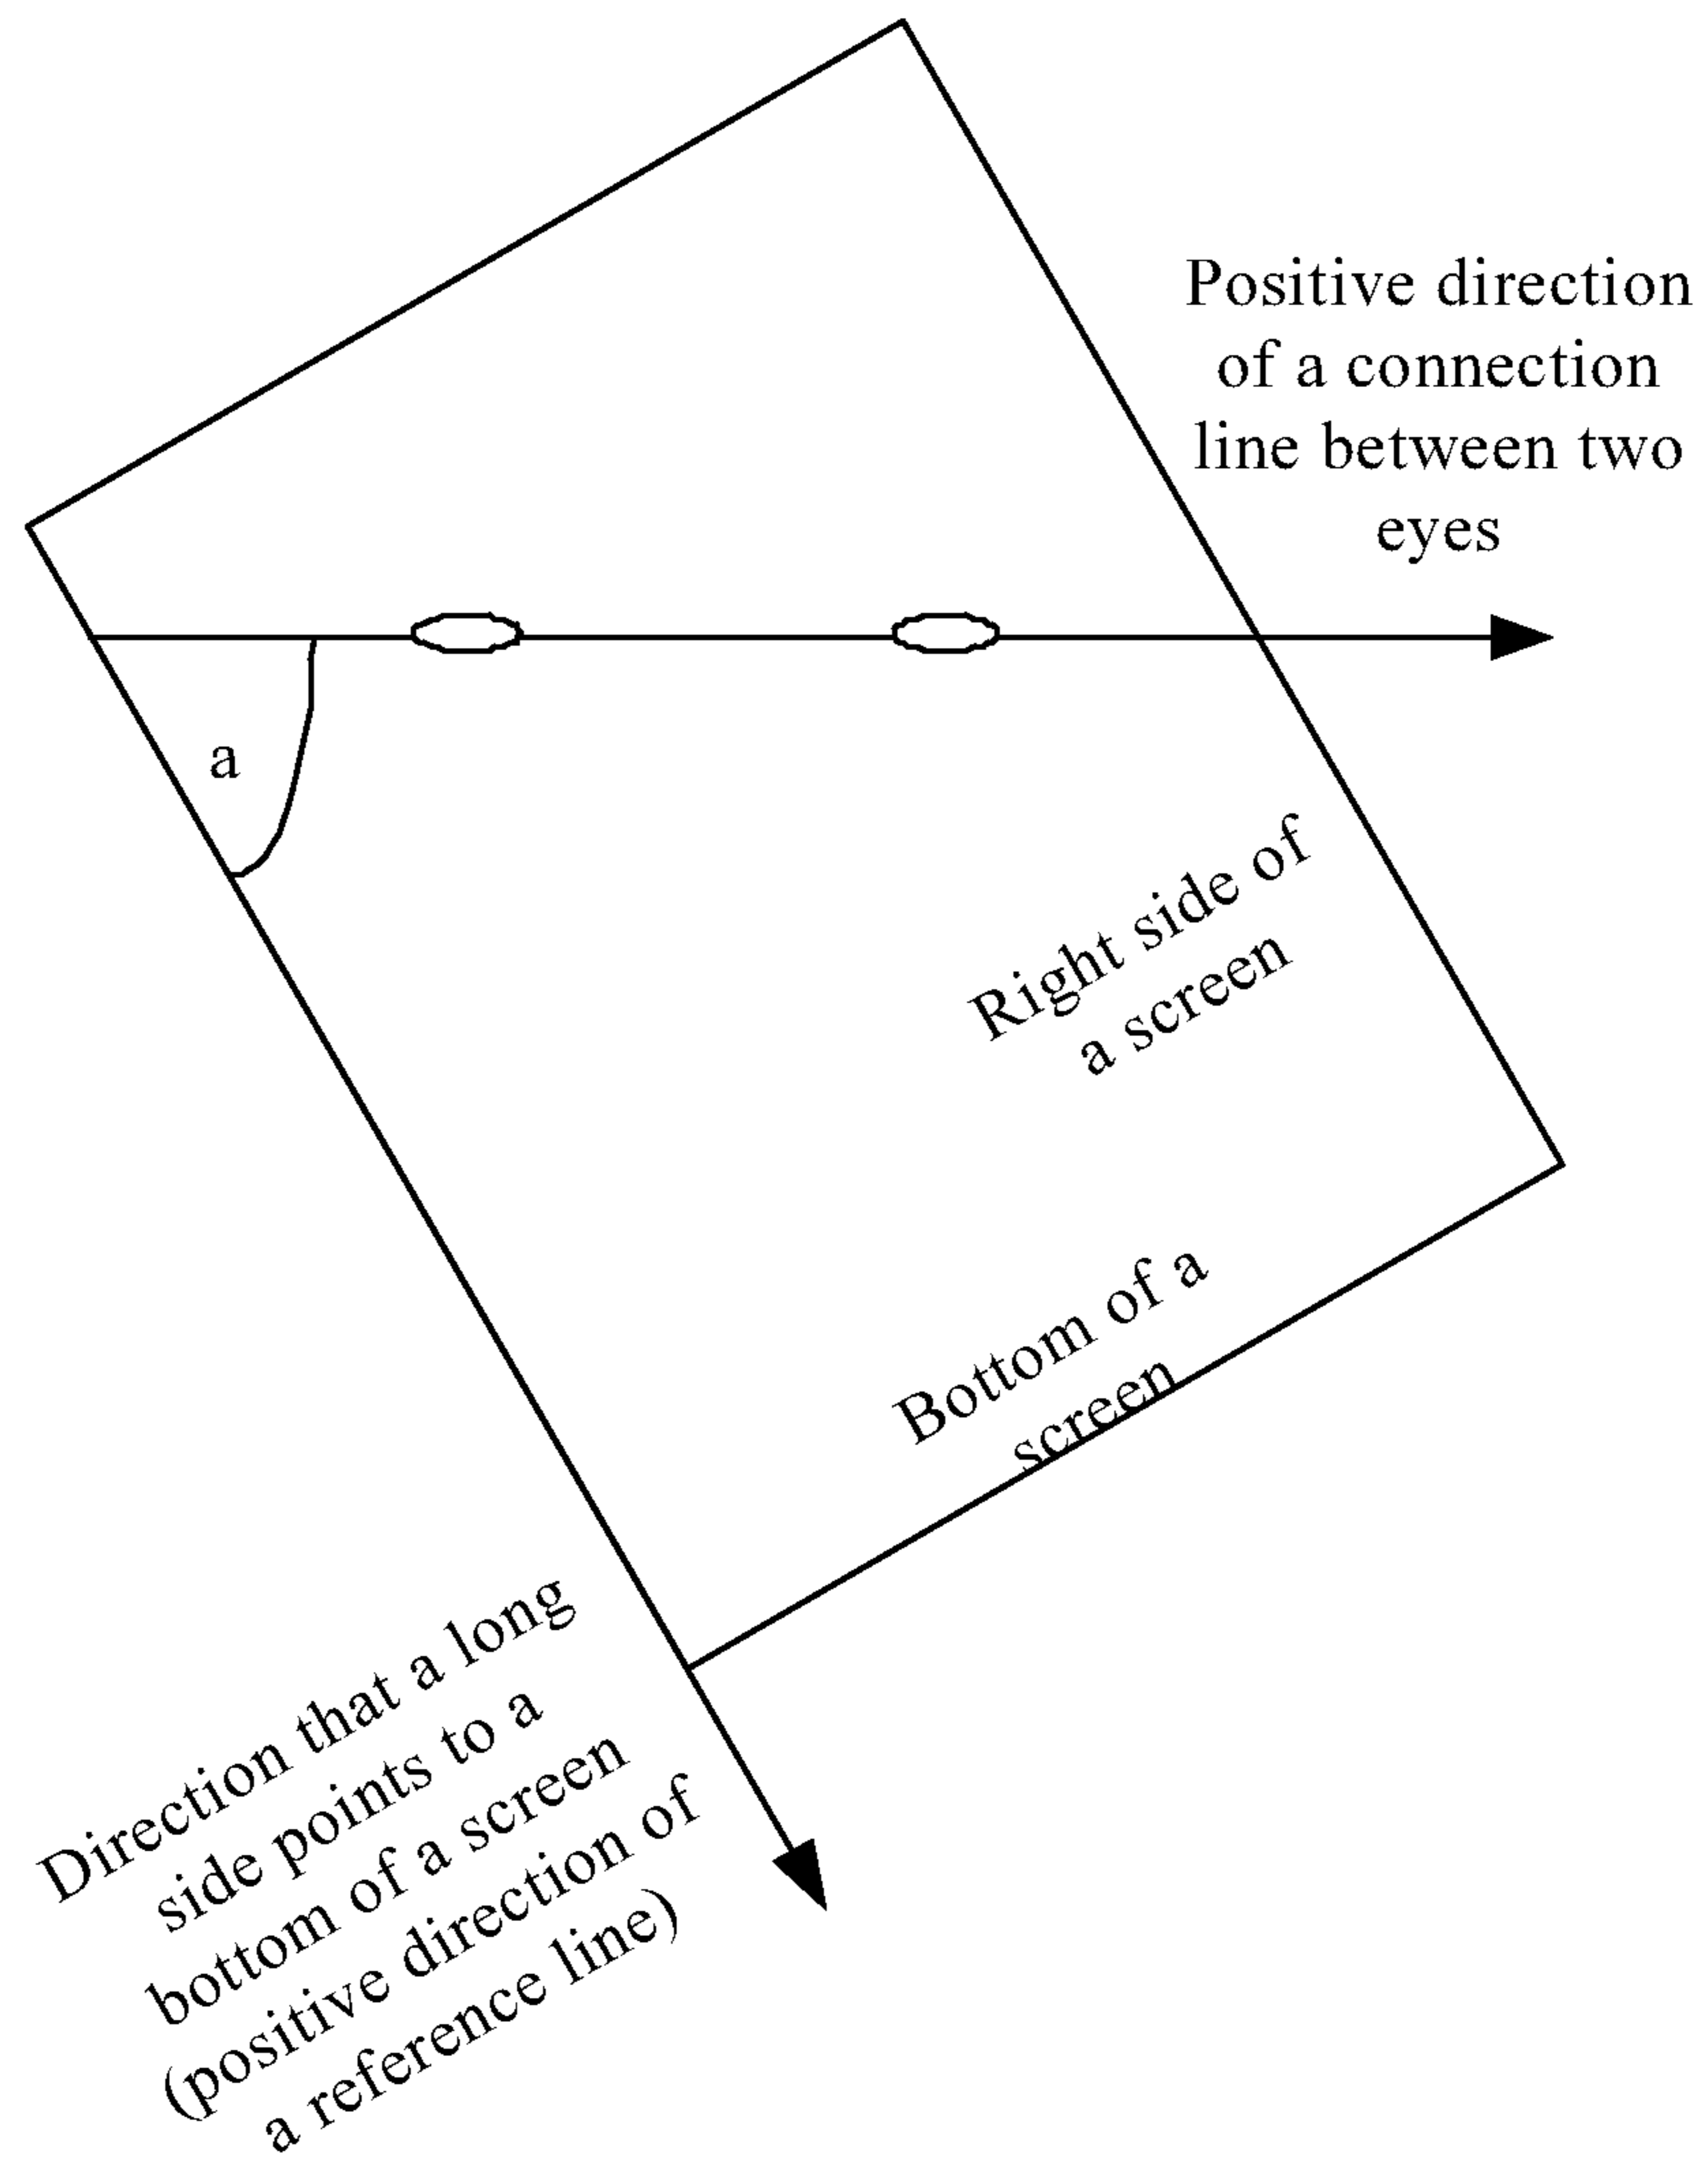 Positive direction
of a connection
line between two
eyes
a
Right side of
a screen
Bottom of a
screen
Direction that a long
side points to a
bottom of a screen
(positive direction of
a reference line)